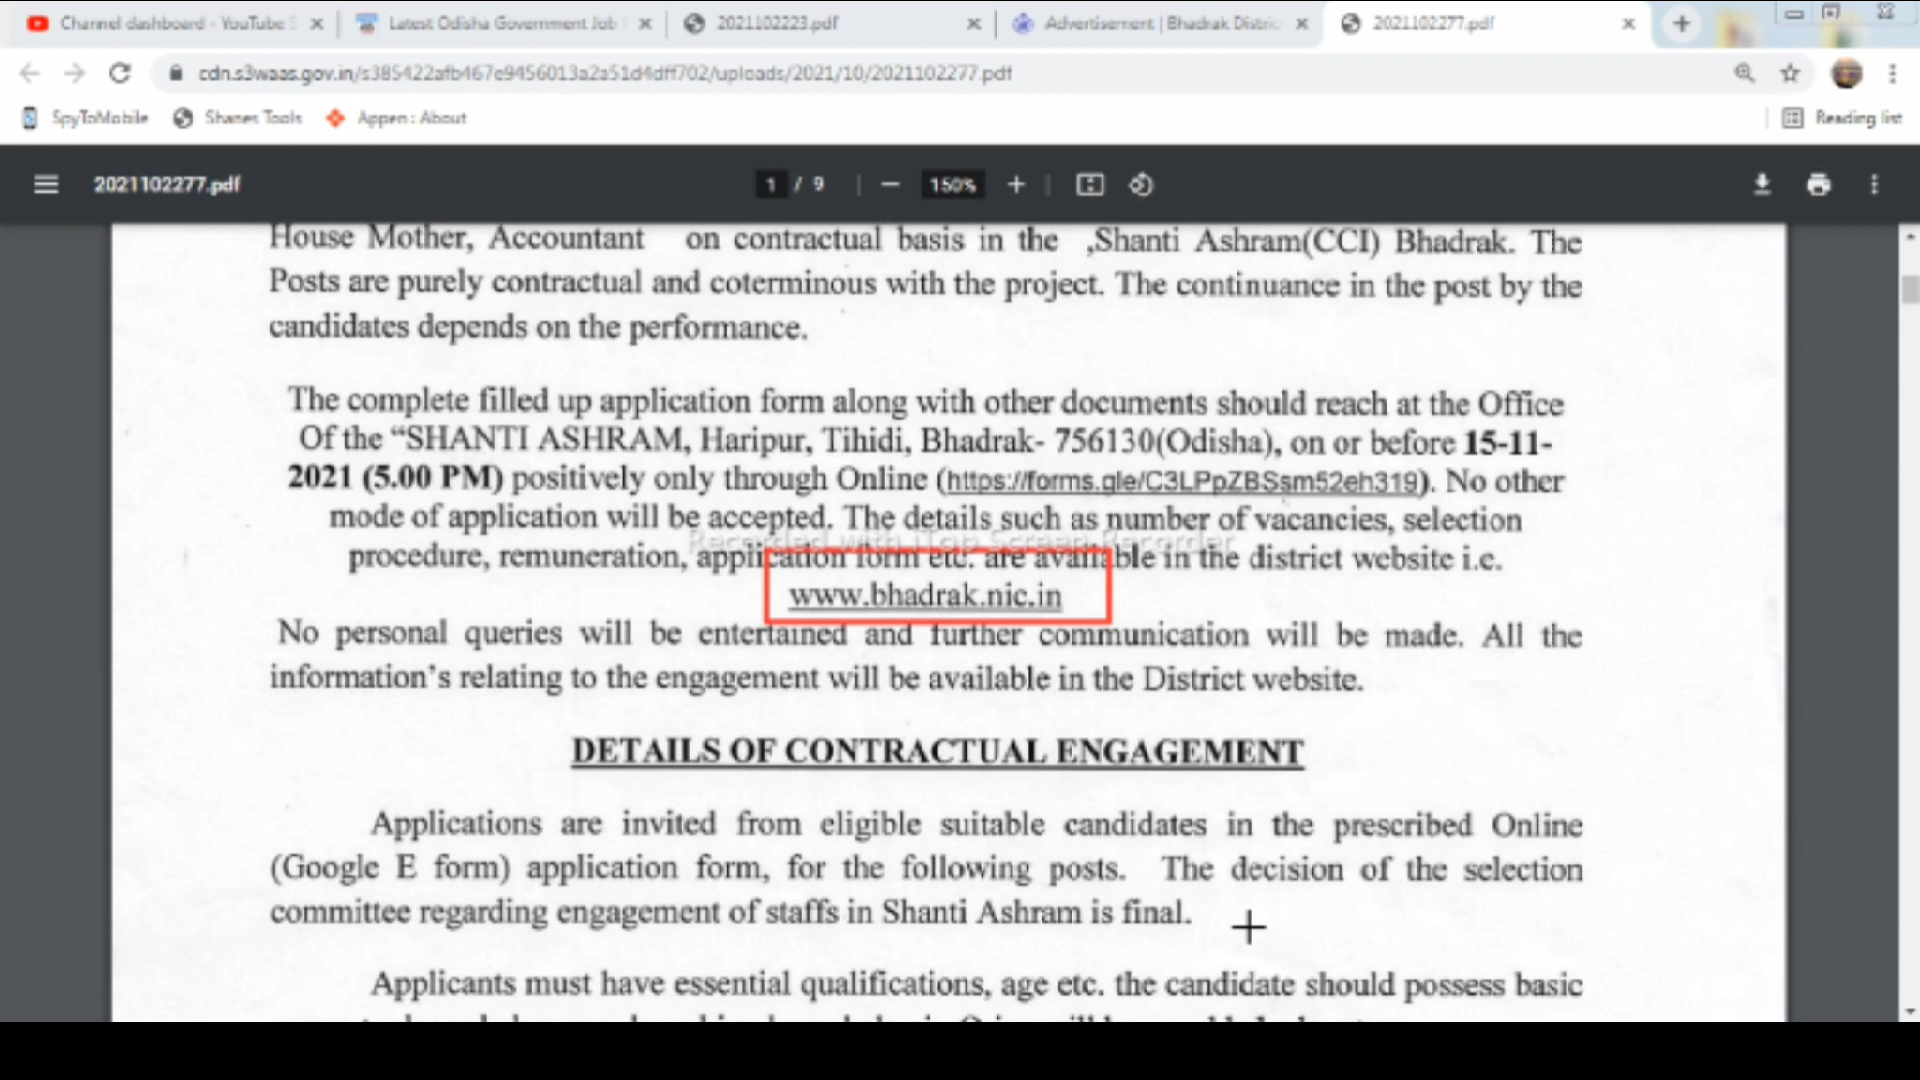 Channel dashboard - YouTube S
Latest Odisha Government Job
2021102223.pdf
Advertisement | Bhadrak Distric
2021102277.pdf
cdn.s3waas.gov.in/s385422afb467e9456013a2a51d4dff702/uploads/2021/10/2021102277.pdf
SpyToMobile
Shanes Tools
Appen : About
Reading list
2021102277.pdf
1 / 9
150%
House Mother, Accountant on contractual basis in the ,Shanti Ashram(CCI) Bhadrak. The
Posts are purely contractual and coterminous with the project. The continuance in the post by the
candidates depends on the performance.
The complete filled up application form along with other documents should reach at the Office
Of the “SHANTI ASHRAM, Haripur, Tihidi, Bhadrak- 756130(Odisha), on or before 15-11-
2021 (5.00 PM) positively only through Online (https://forms.gle/C3LPpZBSsm52eh319). No other
mode of application will be accepted. The details such as number of vacancies, selection
Recorded with iTop Screen Recorder
procedure, remuneration, application form etc. are available in the district website i.e.
www.bhadrak.nic.in
No personal queries will be entertained and further communication will be made. All the
information’s relating to the engagement will be available in the District website.
DETAILS OF CONTRACTUAL ENGAGEMENT
Applications are invited from eligible suitable candidates in the prescribed Online
(Google E form) application form, for the following posts. The decision of the selection
committee regarding engagement of staffs in Shanti Ashram is final.
Applicants must have essential qualifications, age etc. the candidate should possess basic